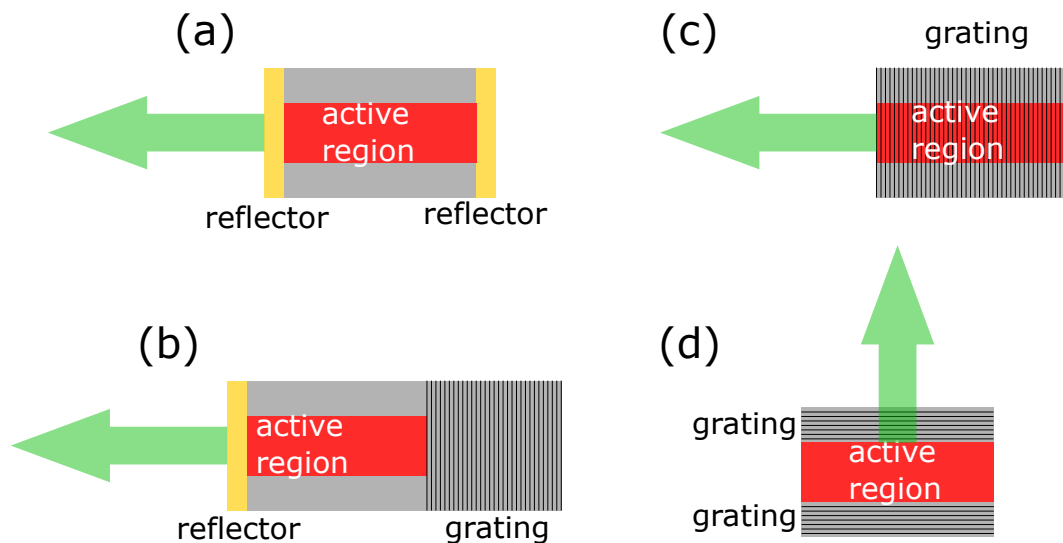 (a)
active
region
reflector
reflector
(b)
active
region
reflector
grating
(c)
grating
active
region
(d)
grating
active
region
grating